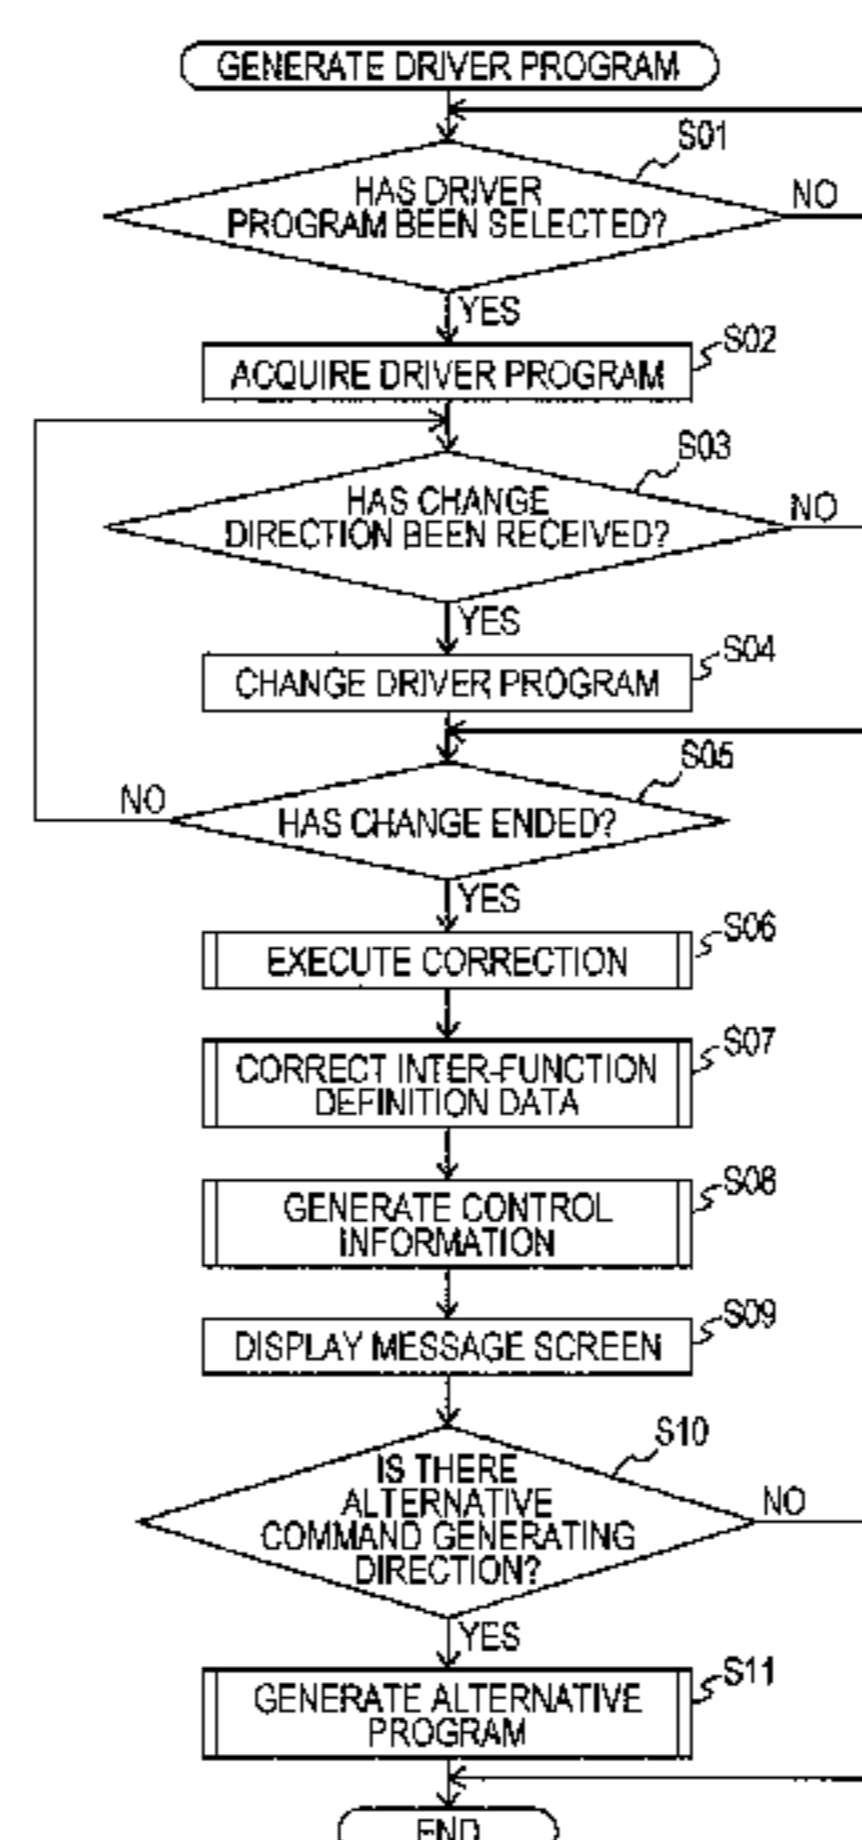 GENERATE DRIVER PROGRAM
S01
HAS DRIVER
PROGRAM BEEN SELECTED?
NO
YES
S02
ACQUIRE DRIVER PROGRAM
S03
HAS CHANGE
DIRECTION BEEN RECEIVED?
NO
YES
S04
CHANGE DRIVER PROGRAM
S05
NO
HAS CHANGE ENDED?
YES
S06
EXECUTE CORRECTION
S07
CORRECT INTER-FUNCTION
DEFINITION DATA
S08
GENERATE CONTROL
INFORMATION
S09
DISPLAY MESSAGE SCREEN
S10
IS THERE
ALTERNATIVE
COMMAND GENERATING
DIRECTION?
NO
YES
S11
GENERATE ALTERNATIVE
PROGRAM
END